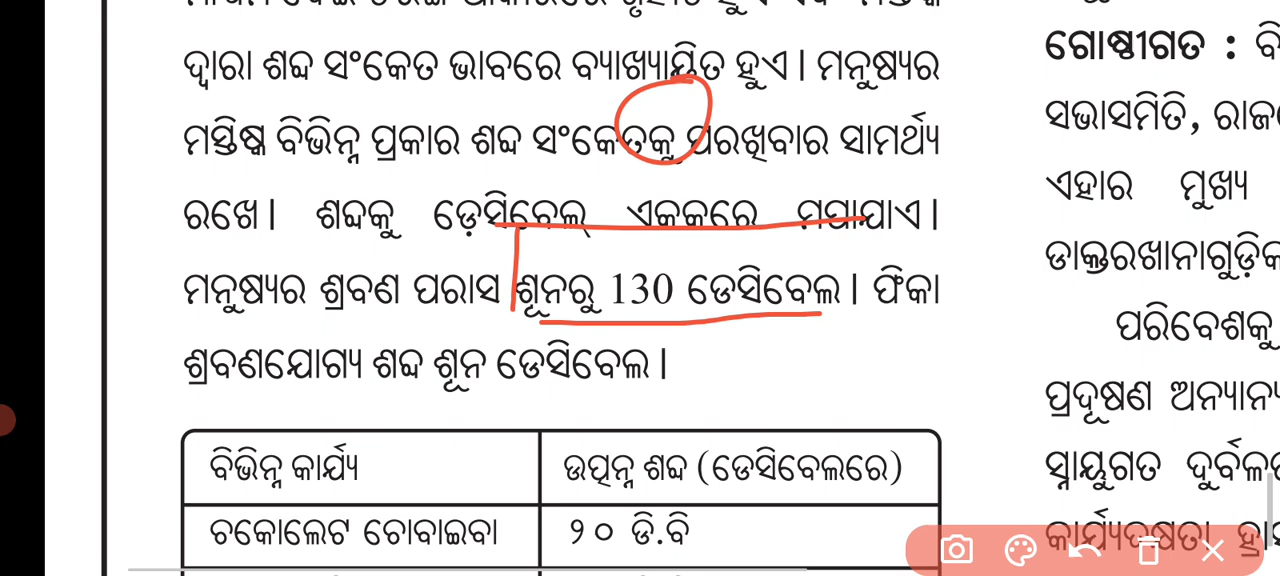 ଦ୍ୱାରା ଶବ୍ଦ ସଂକେତ ଭାବରେ ବ୍ୟାଖ୍ୟାୟିତ ହୁଏ। ମନୁଷ୍ୟର
ମସ୍ତିଷ୍କ ବିଭିନ୍ନ ପ୍ରକାର ଶବ୍ଦ ସଂକେତକୁ ପରଖିବାର ସାମର୍ଥ୍ୟ
ରଖେ। ଶବ୍ଦକୁ ଡ଼େସିବେଲ୍ ଏକକରେ ମପାଯାଏ।
ମନୁଷ୍ୟର ଶ୍ରବଣ ପରାସ ଶୂନରୁ 130 ଡେସିବେଲ। ଫିକା
ଶ୍ରବଣଯୋଗ୍ୟ ଶବ୍ଦ ଶୂନ ଡେସିବେଲ।
ବିଭିନ୍ନ କାର୍ଯ୍ୟ ଉତ୍ପନ୍ନ ଶବ୍ଦ (ଡେସିବେଲରେ)
ଚକୋଲେଟ ଚୋବାଇବା ୨୦ ଡି.ବି
ଗୋଷ୍ଠୀଗତ :
ସଭାସମିତି,
ଏହାର ମୁଖ୍ୟ
ଡାକ୍ତରଖାନାଗୁଡ଼ିକ
ପରିବେଶକୁ
ପ୍ରଦୂଷଣ ଅନ୍ୟାନ୍ୟ
ସ୍ନାୟୁଗତ
କାର୍ଯ୍ୟଦକ୍ଷତା